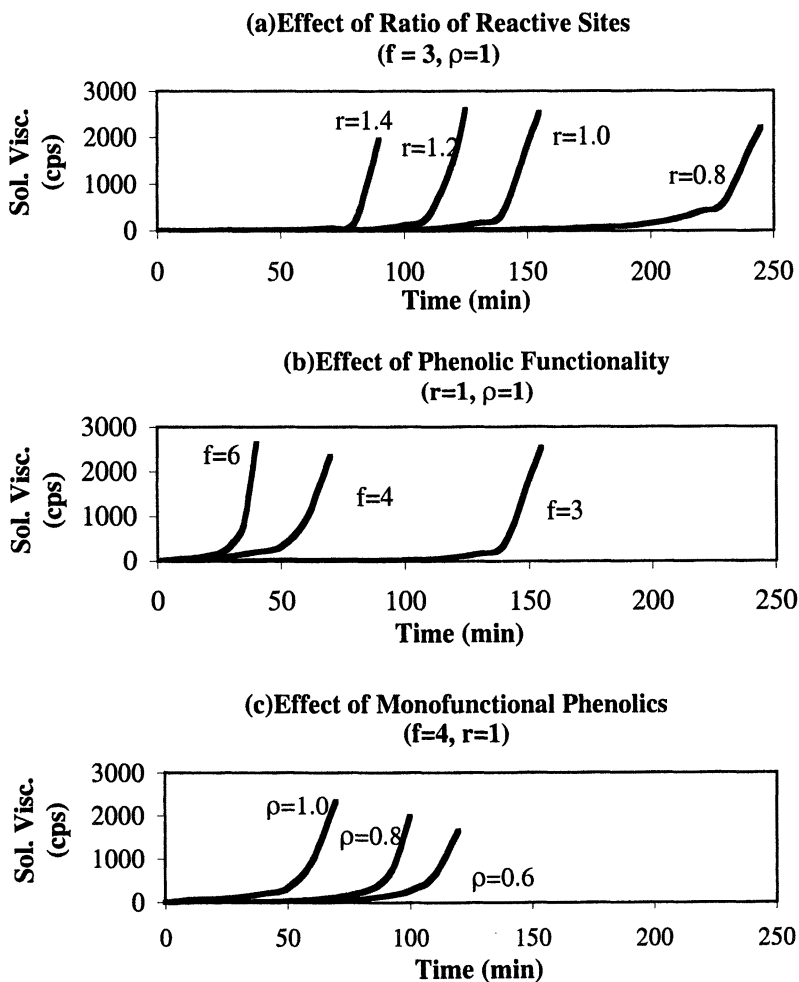 (a)Effect of Ratio of Reactive Sites
(f = 3, ρ=1)
Sol. Visc.
(cps)
3000
2000
1000
0
r=1.4
r=1.2
r=1.0
r=0.8
0 50 100 150 200 250
Time (min)
(b)Effect of Phenolic Functionality
(r=1, ρ=1)
Sol. Visc.
(cps)
3000
2000
1000
0
f=6
f=4
f=3
0 50 100 150 200 250
Time (min)
(c)Effect of Monofunctional Phenolics
(f=4, r=1)
Sol. Visc.
(cps)
3000
2000
1000
0
ρ=1.0
ρ=0.8
ρ=0.6
0 50 100 150 200 250
Time (min)